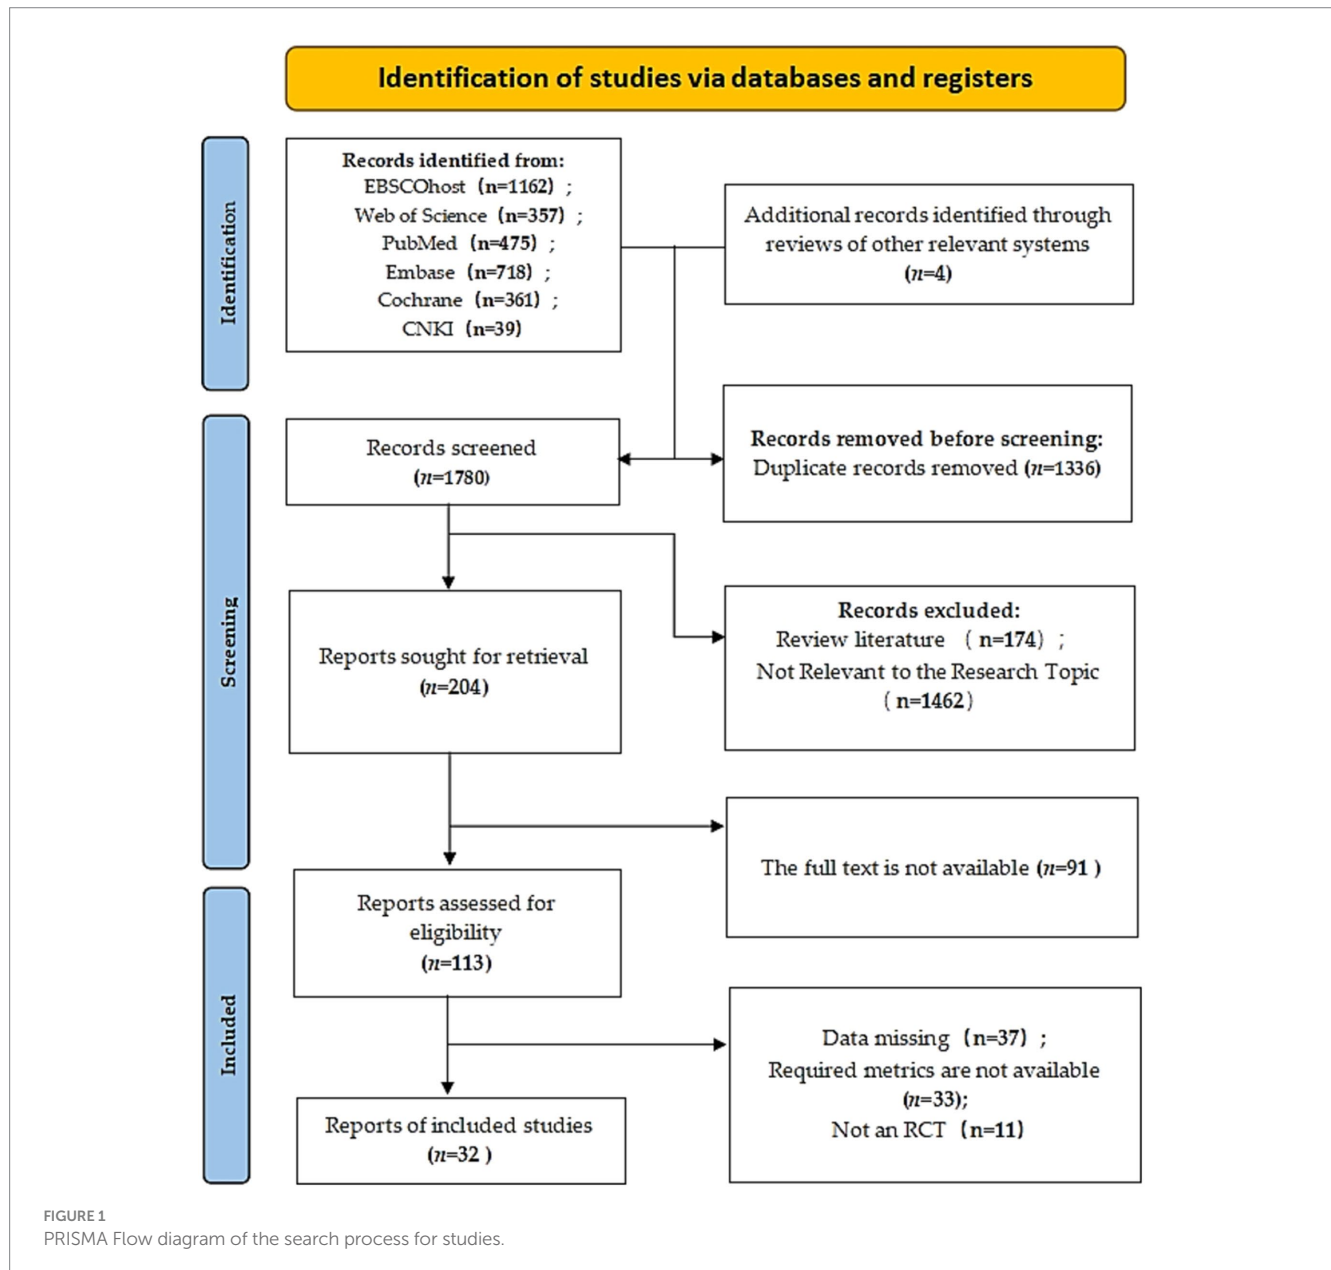 Identification of studies via databases and registers
Identification
Records identified from:
EBSCOhost (n=1162) ;
Web of Science (n=357) ;
PubMed (n=475) ;
Embase (n=718) ;
Cochrane (n=361) ;
CNKI (n=39)
Additional records identified through
reviews of other relevant systems
(n=4)
Screening
Records screened
(n=1780)
Records removed before screening:
Duplicate records removed (n=1336)
Reports sought for retrieval
(n=204)
Records excluded:
Review literature ( n=174) ;
Not Relevant to the Research Topic
( n=1462)
The full text is not available (n=91 )
Included
Reports assessed for
eligibility
(n=113)
Data missing (n=37) ;
Required metrics are not available
(n=33);
Not an RCT (n=11)
Reports of included studies
(n=32 )
FIGURE 1
PRISMA Flow diagram of the search process for studies.